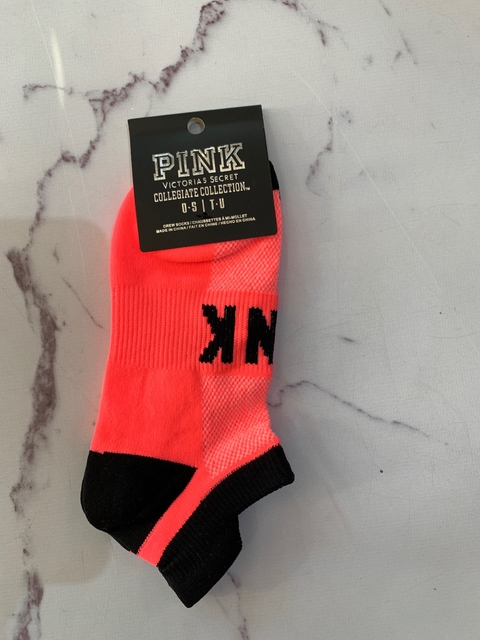 PINK
VICTORIA'S SECRET
COLLEGIATE COLLECTION™
O·S | T·U
CREW SOCKS / CHAUSSETTES À MI-MOLLET
MADE IN CHINA / FAIT EN CHINE / HECHO EN CHINA
NK